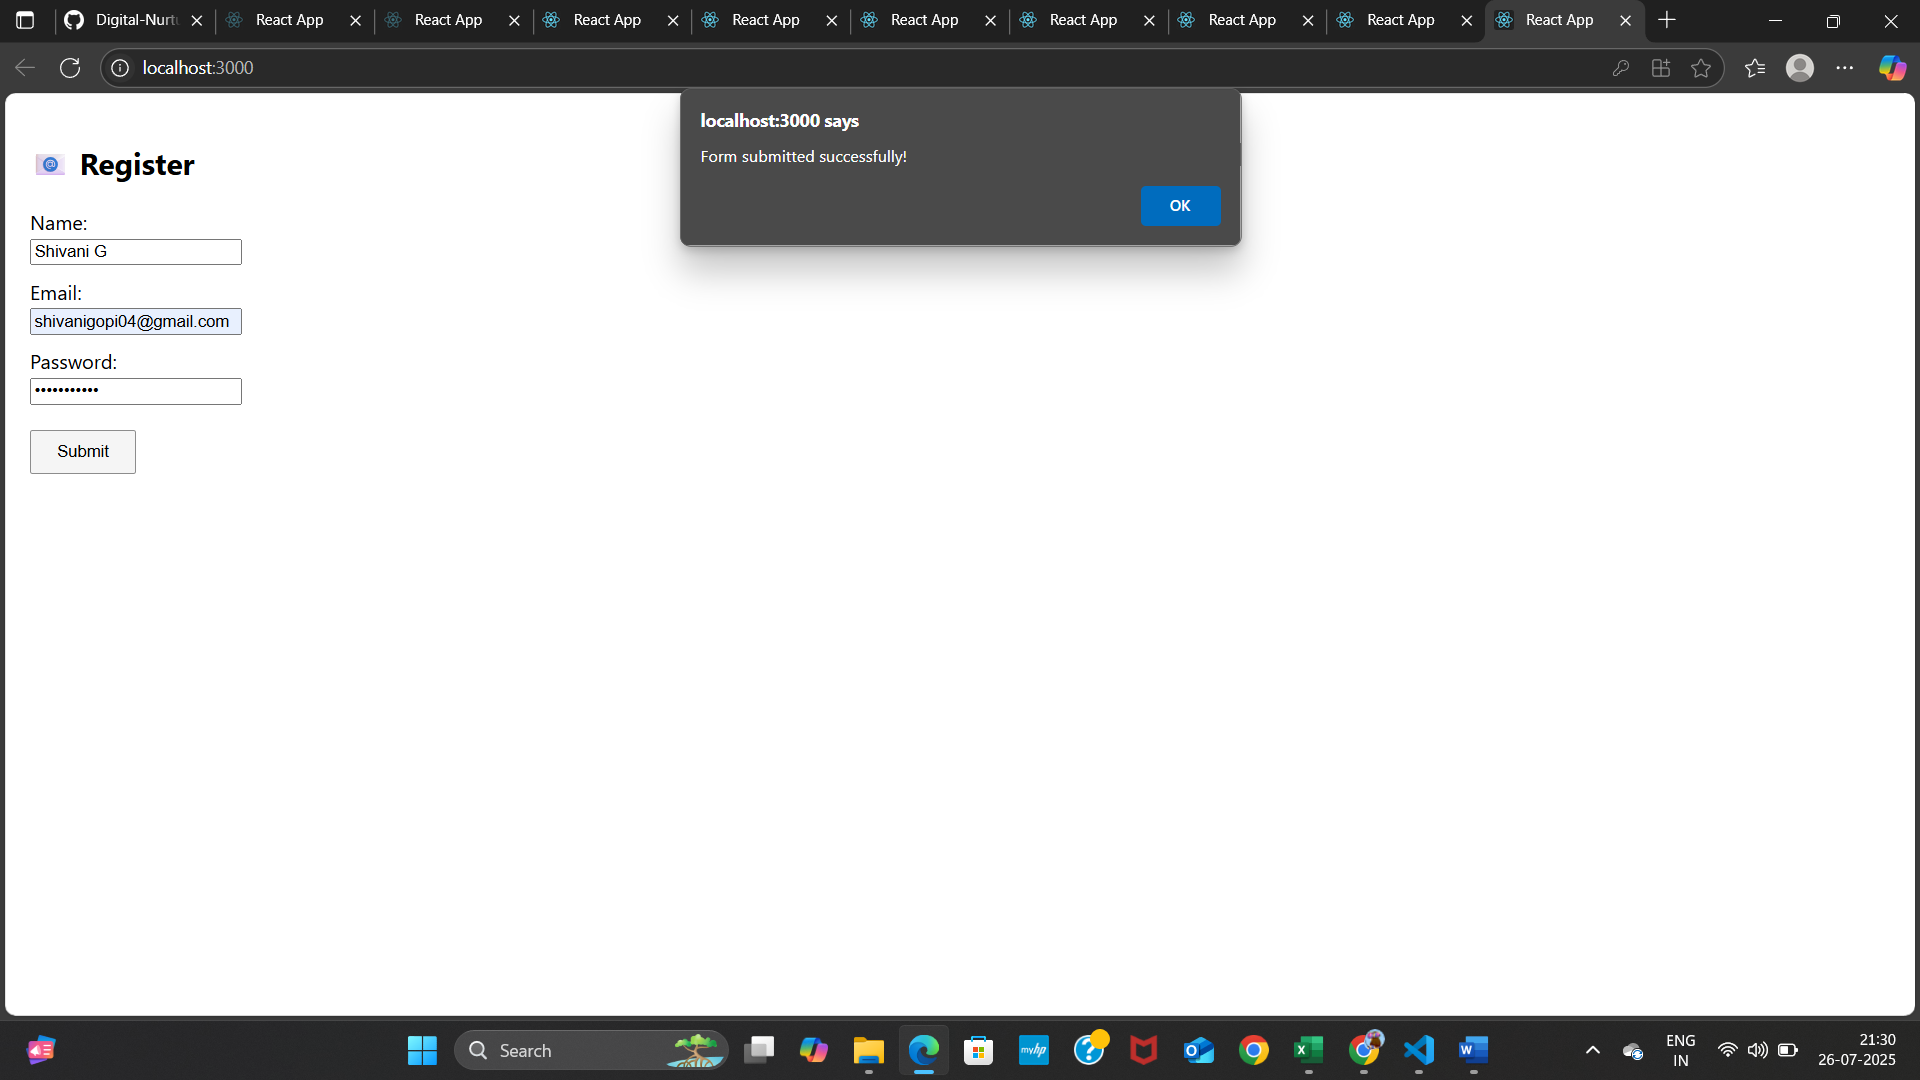 Digital-Nurtu
React App
React App
React App
React App
React App
React App
React App
React App
React App
localhost:3000
localhost:3000 says
Form submitted successfully!
OK
Register
Name:
Shivani G
Email:
shivanigopi04@gmail.com
Password:
•••••••••••
Submit
Search
myhp
ENG
IN
21:30
26-07-2025